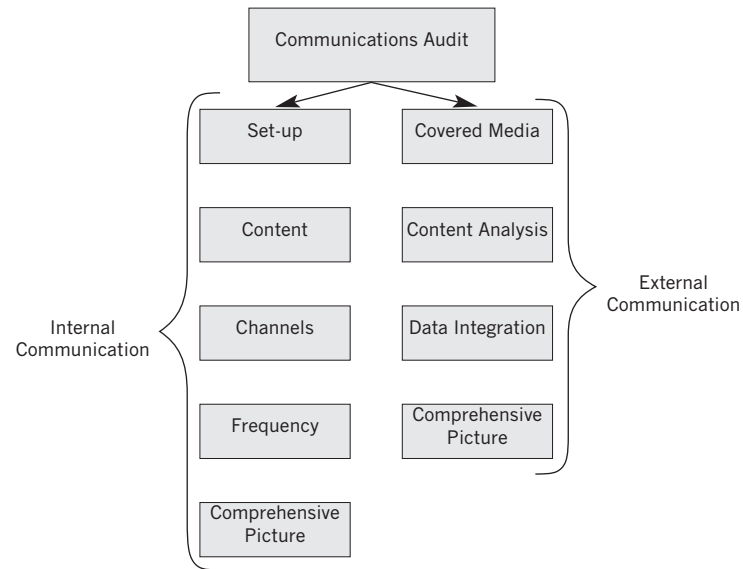 Communications Audit
Set-up
Covered Media
Content
Content Analysis
Channels
Data Integration
Frequency
Comprehensive
Picture
Comprehensive
Picture
Internal
Communication
External
Communication